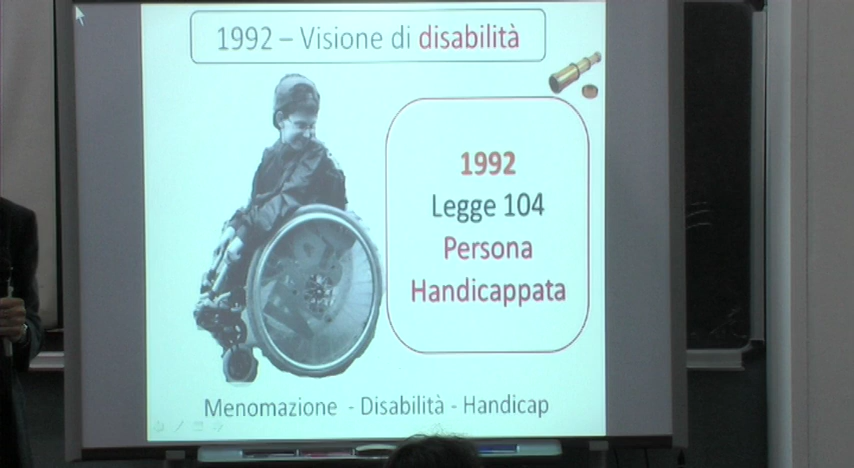 1992 – Visione di disabilità
1992
Legge 104
Persona
Handicappata
Menomazione - Disabilità - Handicap